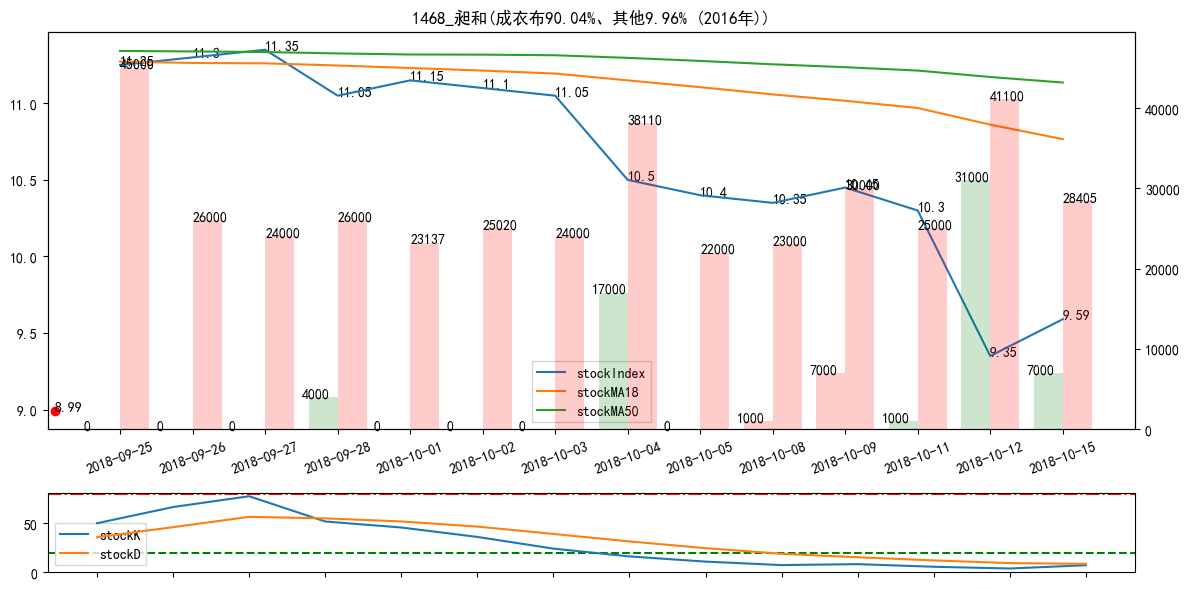 1468_昶和(成衣布90.04%、其他9.96% (2016年))
11.25 11.3 11.35 11.05 11.15 11.1 11.05 10.5 10.4 10.35 10.45 10.3 9.35 9.59
8.99
45000 26000 24000 26000 23137 25020 24000 38110 22000 23000 30000 25000 41100 28405
0 0 0 4000 0 0 0 17000 0 1000 7000 1000 31000 7000
11.0
10.5
10.0
9.5
9.0
40000
30000
20000
10000
0
stockIndex
stockMA18
stockMA50
2018-09-25 2018-09-26 2018-09-27 2018-09-28 2018-10-01 2018-10-02 2018-10-03 2018-10-04 2018-10-05 2018-10-08 2018-10-09 2018-10-11 2018-10-12 2018-10-15
50
0
stockK
stockD